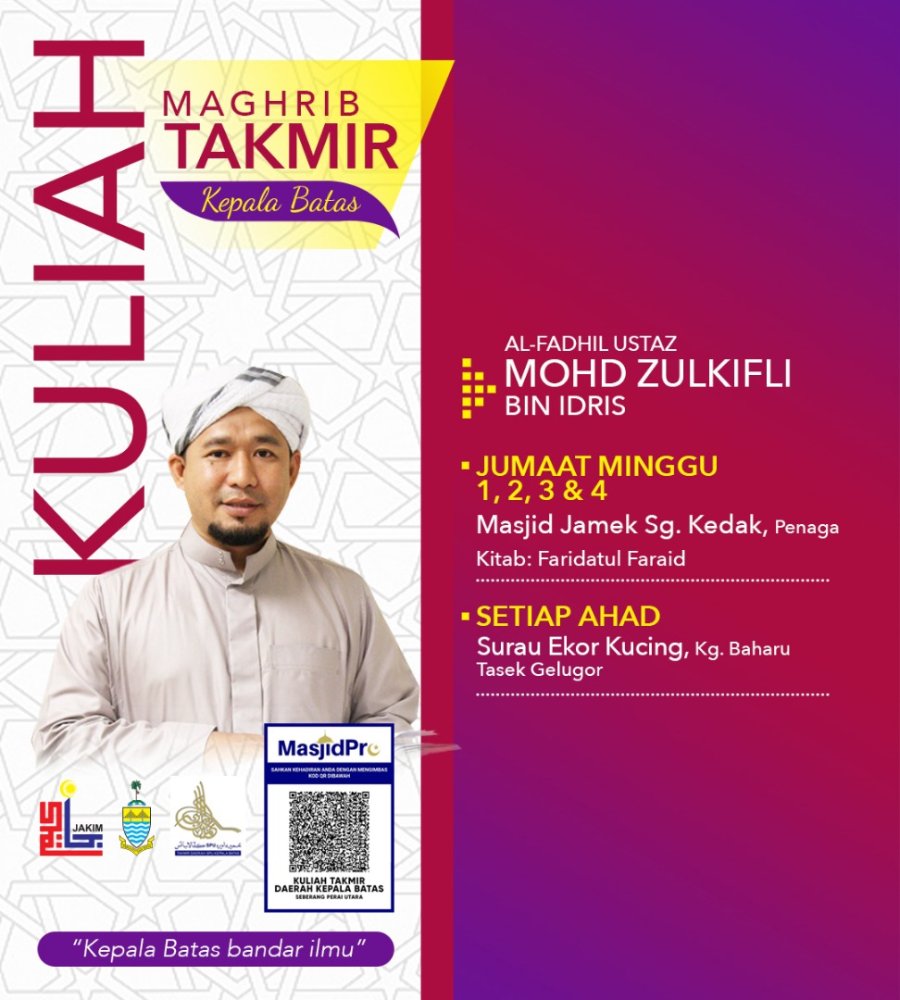 KULIAH
MAGHRIB
TAKMIR
Kepala Batas
AL-FADHIL USTAZ
MOHD ZULKIFLI
BIN IDRIS
JUMAAT MINGGU
1, 2, 3 & 4
Masjid Jamek Sg. Kedak, Penaga
Kitab: Faridatul Faraid
SETIAP AHAD
Surau Ekor Kucing, Kg. Baharu
Tasek Gelugor
MasjidPro
SAHKAN KEHADIRAN ANDA DENGAN MENGIMBAS
KOD QR DIBAWAH
KULIAH TAKMIR
DAERAH KEPALA BATAS
SEBERANG PERAI UTARA
JAKIM
"Kepala Batas bandar ilmu"